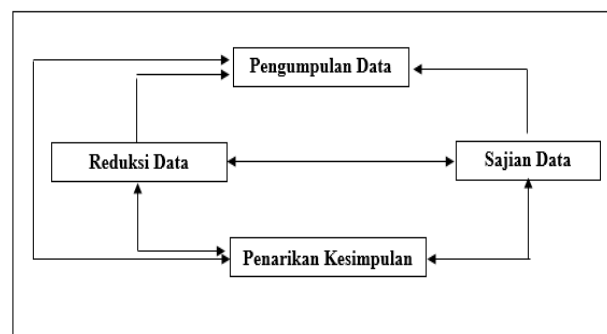 Pengumpulan Data
Reduksi Data
Sajian Data
Penarikan Kesimpulan